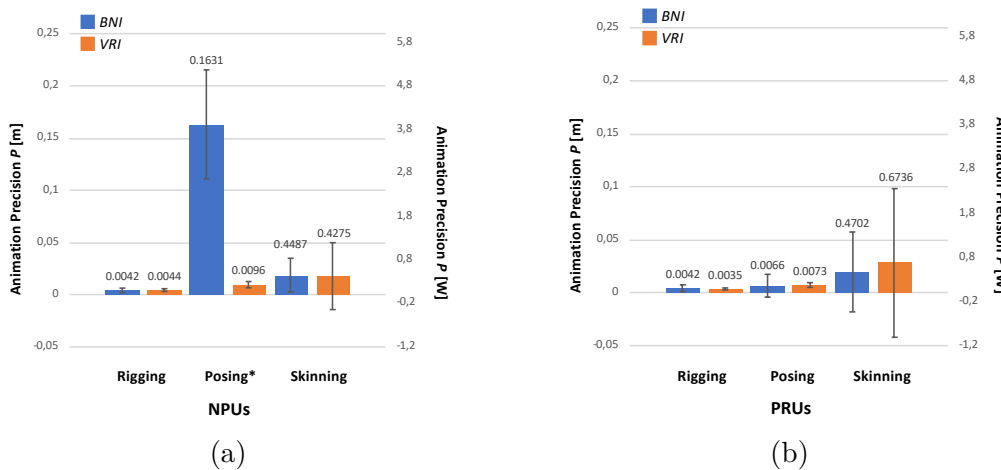 BNI
VRI
0,25
0,2
0,15
0,1
0,05
0
-0,05
Animation Precision P [m]
5,8
4,8
3,8
2,8
1,8
0,8
-0,2
-1,2
Animation Precision P [W]
0.0042
0.0044
0.1631
0.0096
0.4487
0.4275
Rigging
Posing*
Skinning
NPUs
(a)
BNI
VRI
0,25
0,2
0,15
0,1
0,05
0
-0,05
Animation Precision P [m]
5,8
4,8
3,8
2,8
1,8
0,8
-0,2
-1,2
Animation Precision P [W]
0.0042
0.0035
0.0066
0.0073
0.4702
0.6736
Rigging
Posing
Skinning
PRUs
(b)